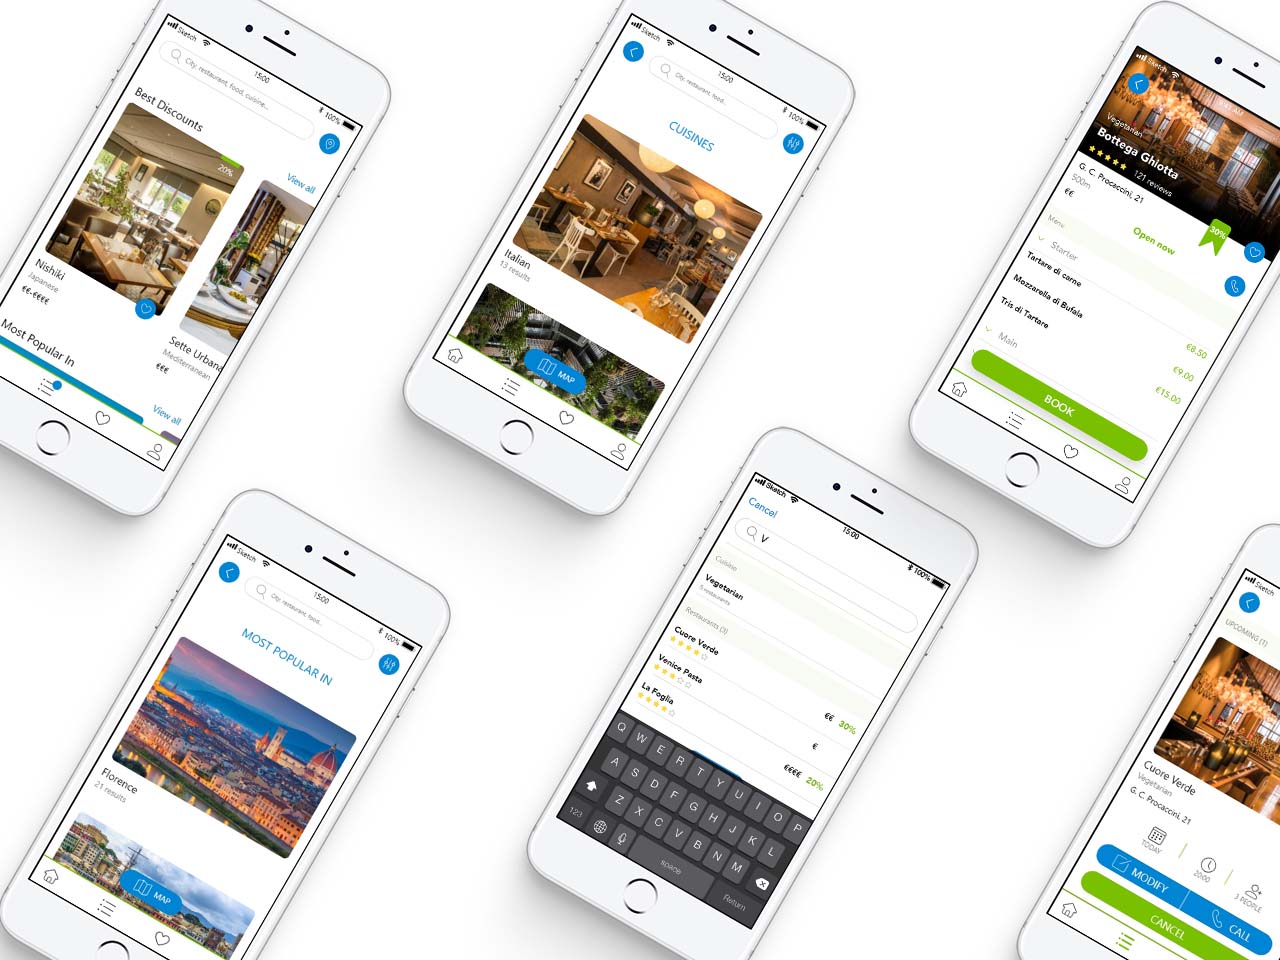 Sketch
15:00
100%
City, restaurant, food, cuisine...
Best Discounts
View all
20%
Nishiki
Japanese
€€-€€€€
Sette Urbana
Mediterranean
€€€
Most Popular In
View all
Sketch
15:00
100%
City, restaurant, food...
CUISINES
Italian
13 results
MAP
Sketch
9:41 AM
Vegetarian
Bottega Ghiotta
121 reviews
G. C. Procaccini, 21
500m
€€
30%
Open now
Menu
Starter
Tartare di carne
€8.50
Mozzarella di Bufala
€9.00
Tris di Tartare
€15.00
Main
BOOK
Sketch
15:00
100%
City, restaurant, food...
MOST POPULAR IN
Florence
21 results
MAP
Sketch
15:00
100%
Cancel
V
Cuisine
Vegetarian
5 restaurants
Restaurants (3)
Cuore Verde
€€ 30%
Venice Pasta
€
La Foglia
€€€€ 20%
Q W E R T Y U I O P
A S D F G H J K L
Z X C V B N M
123 space Return
Sketch
UPCOMING (1)
Cuore Verde
Vegetarian
G. C. Procaccini, 21
TODAY
20:00
3 PEOPLE
MODIFY
CALL
CANCEL